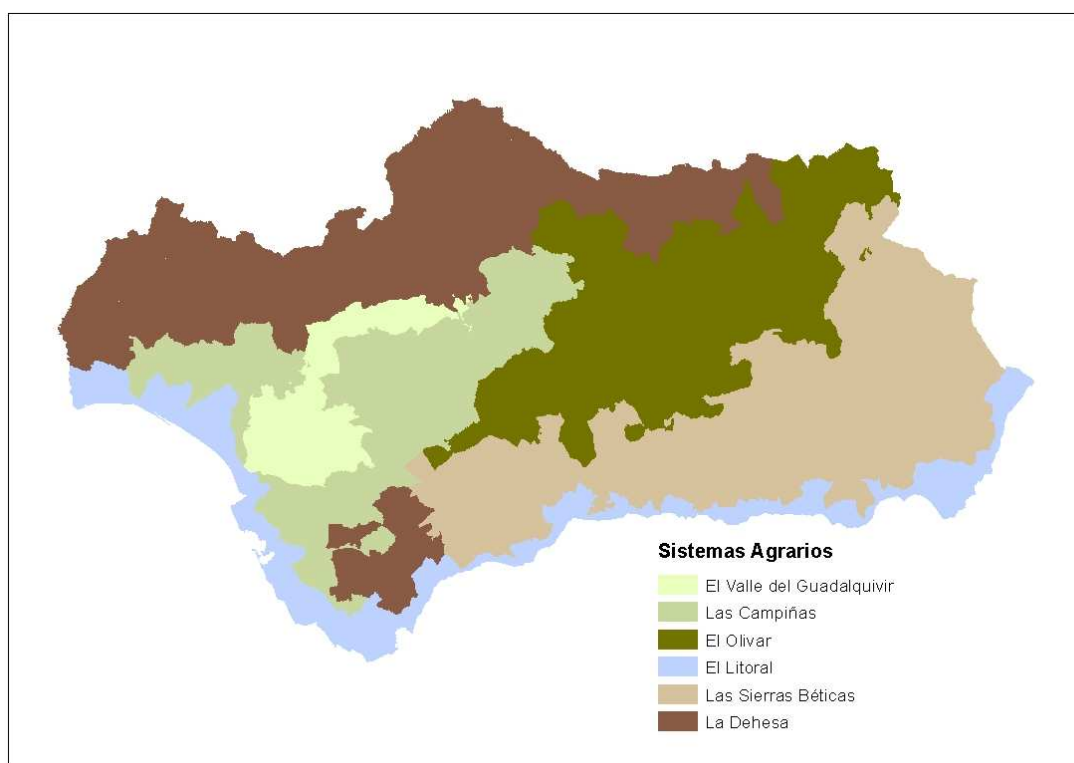 Sistemas Agrarios
El Valle del Guadalquivir
Las Campiñas
El Olivar
El Litoral
Las Sierras Béticas
La Dehesa